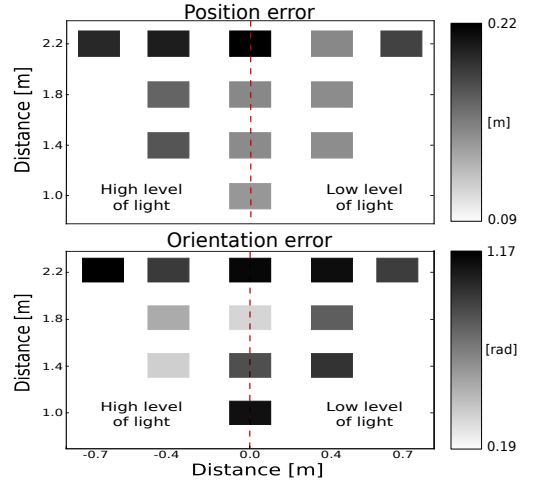 Position error
0.22
2.2
1.8
[m]
1.4
1.0
Distance [m]
High level
of light
Low level
of light
0.09
Orientation error
1.17
2.2
1.8
[rad]
1.4
1.0
Distance [m]
High level
of light
Low level
of light
0.19
-0.7 -0.4 0.0 0.4 0.7
Distance [m]